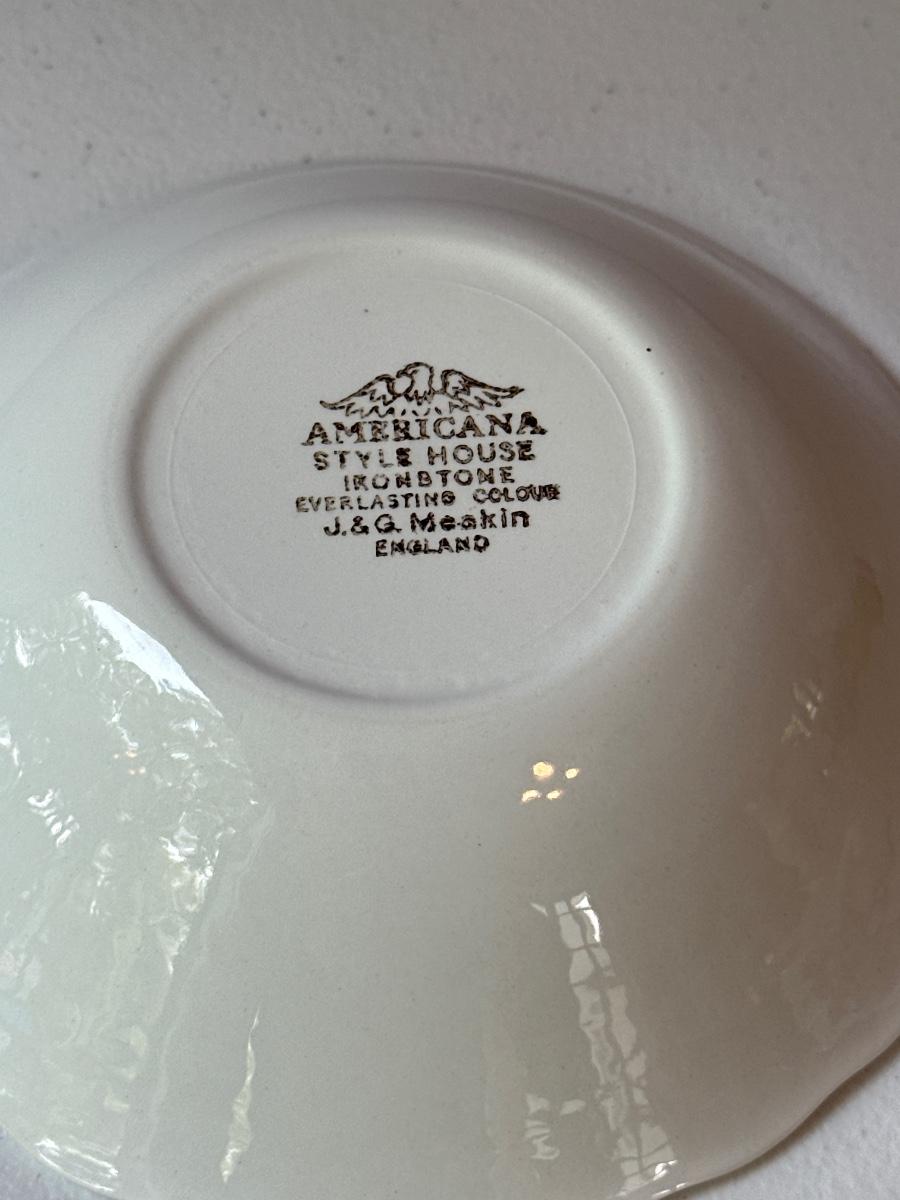 AMERICANA
STYLE HOUSE
IRONSTONE
EVERLASTING COLOUR
J.&G. Meakin
ENGLAND